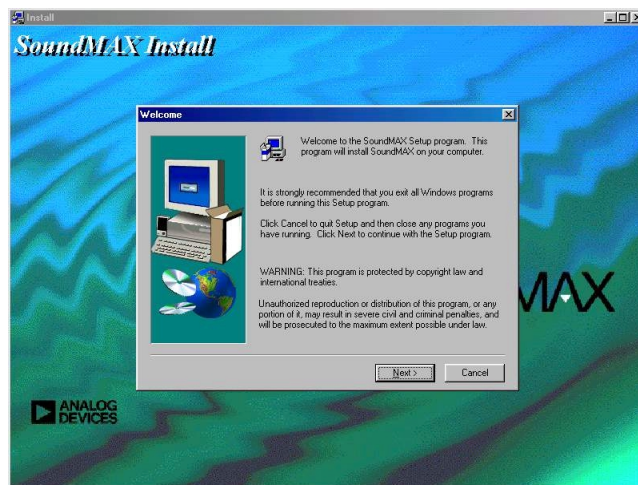 Install
SoundMAX Install
Welcome
Welcome to the SoundMAX Setup program. This
program will install SoundMAX on your computer.
It is strongly recommended that you exit all Windows programs
before running this Setup program.
Click Cancel to quit Setup and then close any programs you
have running. Click Next to continue with the Setup program.
WARNING: This program is protected by copyright law and
international treaties.
Unauthorized reproduction or distribution of this program, or any
portion of it, may result in severe civil and criminal penalties, and
will be prosecuted to the maximum extent possible under law.
MAX
Next >
Cancel
ANALOG
DEVICES